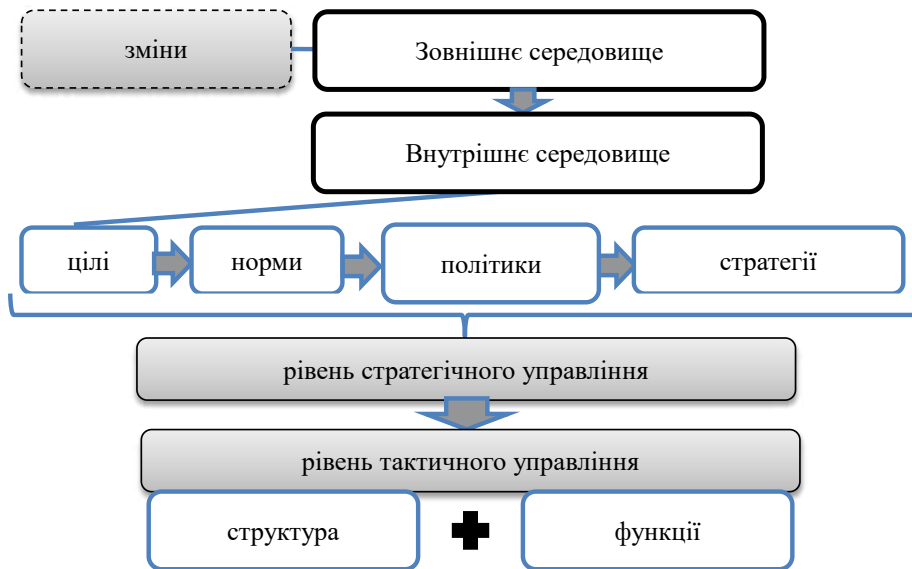 зміни
Зовнішнє середовище
Внутрішнє середовище
цілі
норми
політики
стратегії
рівень стратегічного управління
рівень тактичного управління
структура
функції